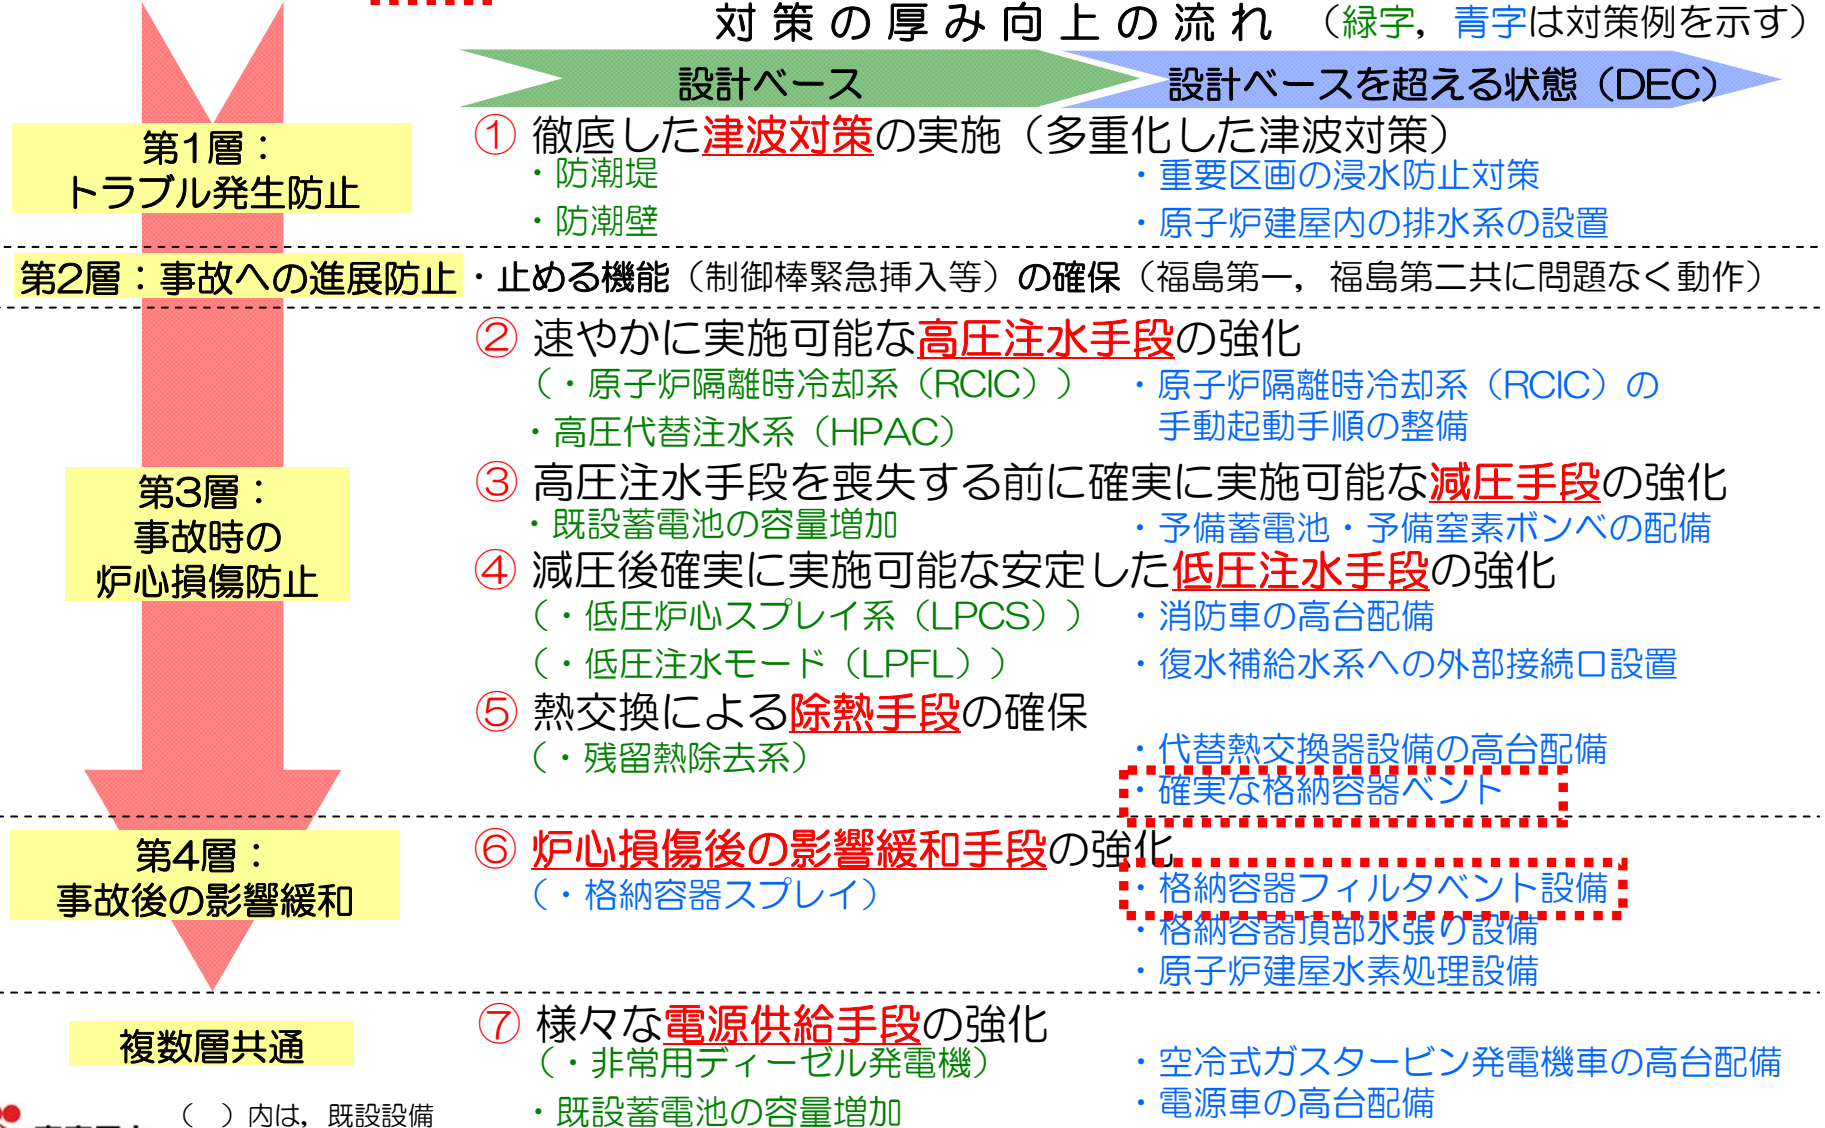 対策の厚み向上の流れ （緑字，青字は対策例を示す）
設計ベース
設計ベースを超える状態（DEC）
第1層：
トラブル発生防止
① 徹底した津波対策の実施（多重化した津波対策）
・防潮堤
・重要区画の浸水防止対策
・防潮壁
・原子炉建屋内の排水系の設置
第2層：事故への進展防止
・止める機能（制御棒緊急挿入等）の確保（福島第一，福島第二共に問題なく動作）
第3層：
事故時の
炉心損傷防止
② 速やかに実施可能な高圧注水手段の強化
（・原子炉隔離時冷却系（RCIC））
・原子炉隔離時冷却系（RCIC）の
手動起動手順の整備
・高圧代替注水系（HPAC）
③ 高圧注水手段を喪失する前に確実に実施可能な減圧手段の強化
・既設蓄電池の容量増加
・予備蓄電池・予備窒素ボンベの配備
④ 減圧後確実に実施可能な安定した低圧注水手段の強化
（・低圧炉心スプレイ系（LPCS））
・消防車の高台配備
（・低圧注水モード（LPFL））
・復水補給水系への外部接続口設置
⑤ 熱交換による除熱手段の確保
（・残留熱除去系）
・代替熱交換器設備の高台配備
・確実な格納容器ベント
第4層：
事故後の影響緩和
⑥ 炉心損傷後の影響緩和手段の強化
（・格納容器スプレイ）
・格納容器フィルタベント設備
・格納容器頂部水張り設備
・原子炉建屋水素処理設備
複数層共通
⑦ 様々な電源供給手段の強化
（・非常用ディーゼル発電機）
・空冷式ガスタービン発電機車の高台配備
・既設蓄電池の容量増加
・電源車の高台配備
（　）内は，既設設備